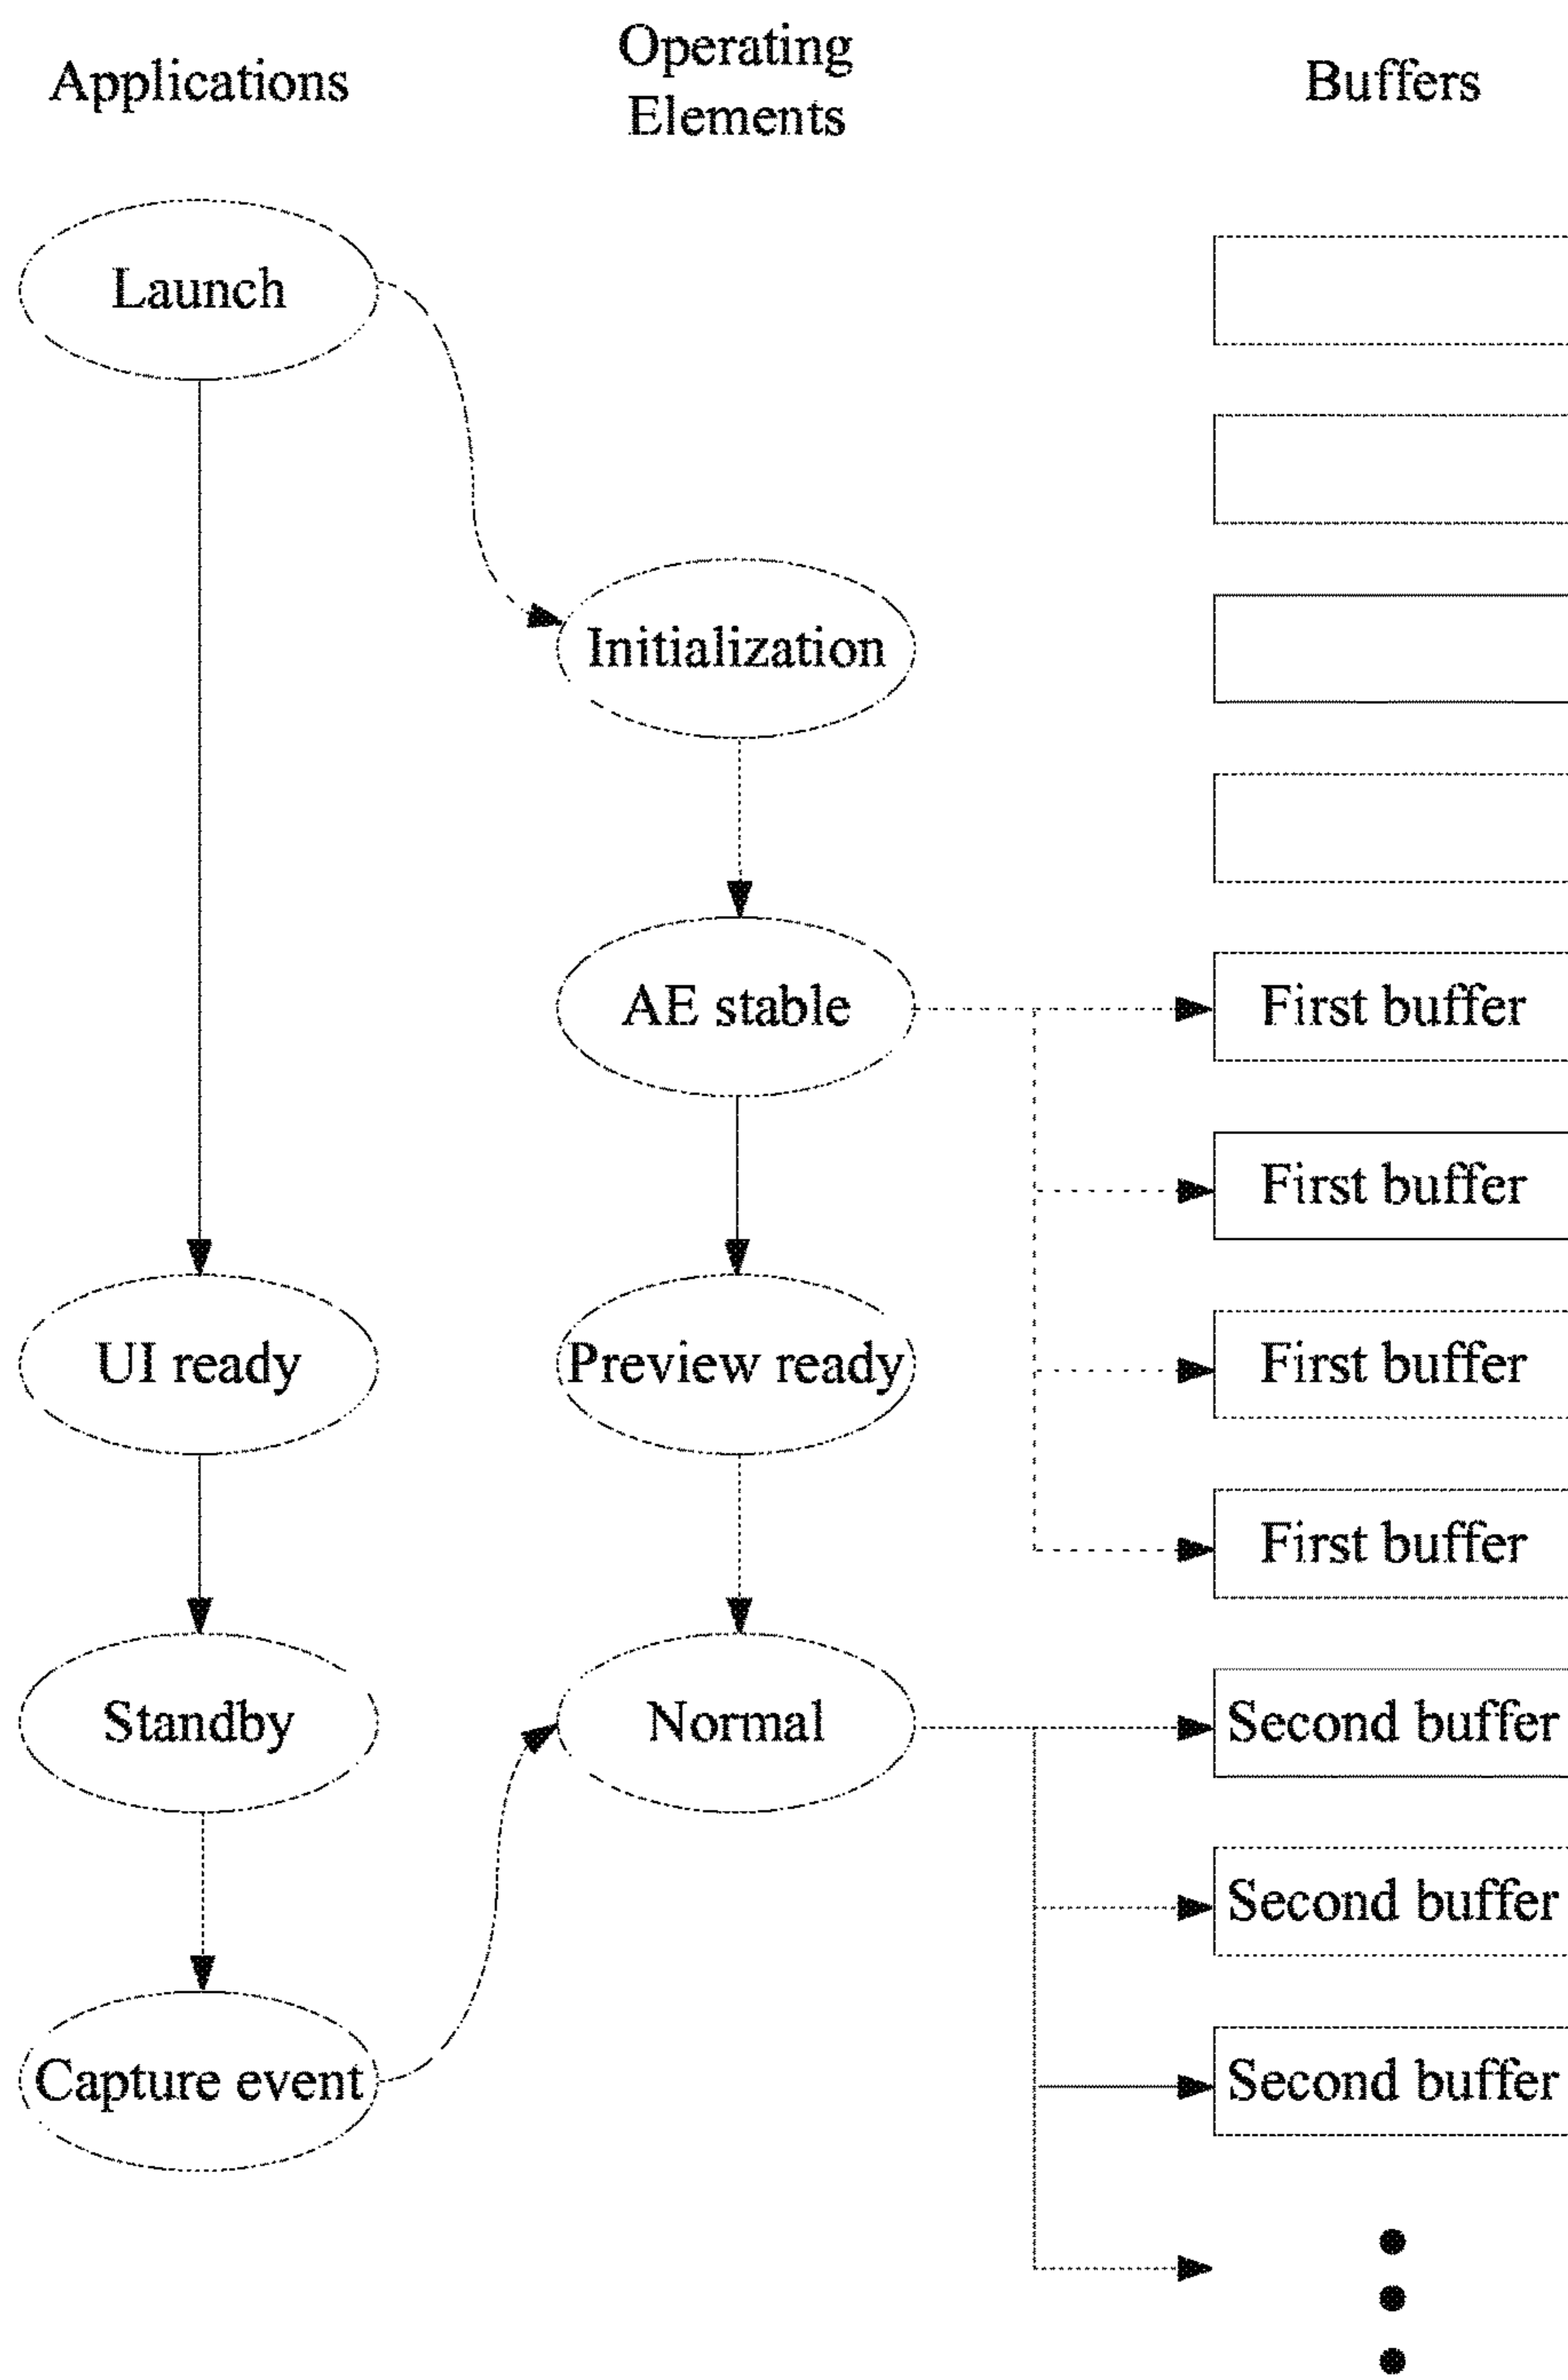 Applications
Operating
Elements
Buffers
Launch
Initialization
AE stable
First buffer
First buffer
UI ready
Preview ready
First buffer
First buffer
Standby
Normal
Second buffer
Second buffer
Capture event
Second buffer